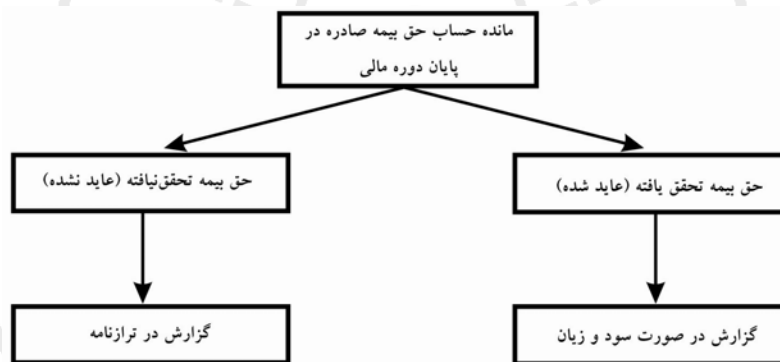 مانده حساب حق بیمه صادره در
پایان دوره مالی
حق بیمه تحقق یافته (عاید شده)
حق بیمه تحقق‌نیافته (عاید نشده)
گزارش در صورت سود و زیان
گزارش در ترازنامه